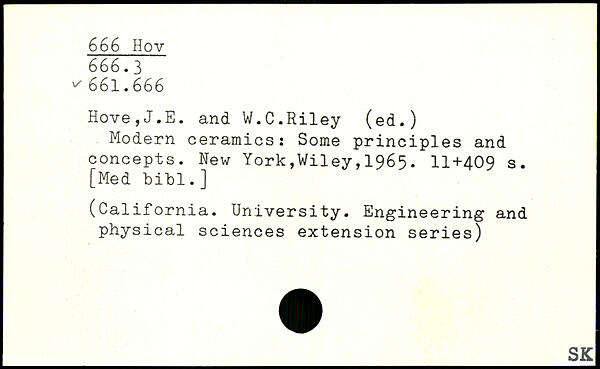 666 Hov
666.3
✓ 661.666
Hove,J.E. and W.C.Riley (ed.)
Modern ceramics: Some principles and
concepts. New York,Wiley,1965. 11+409 s.
[Med bibl.]
(California. University. Engineering and
physical sciences extension series)
SK